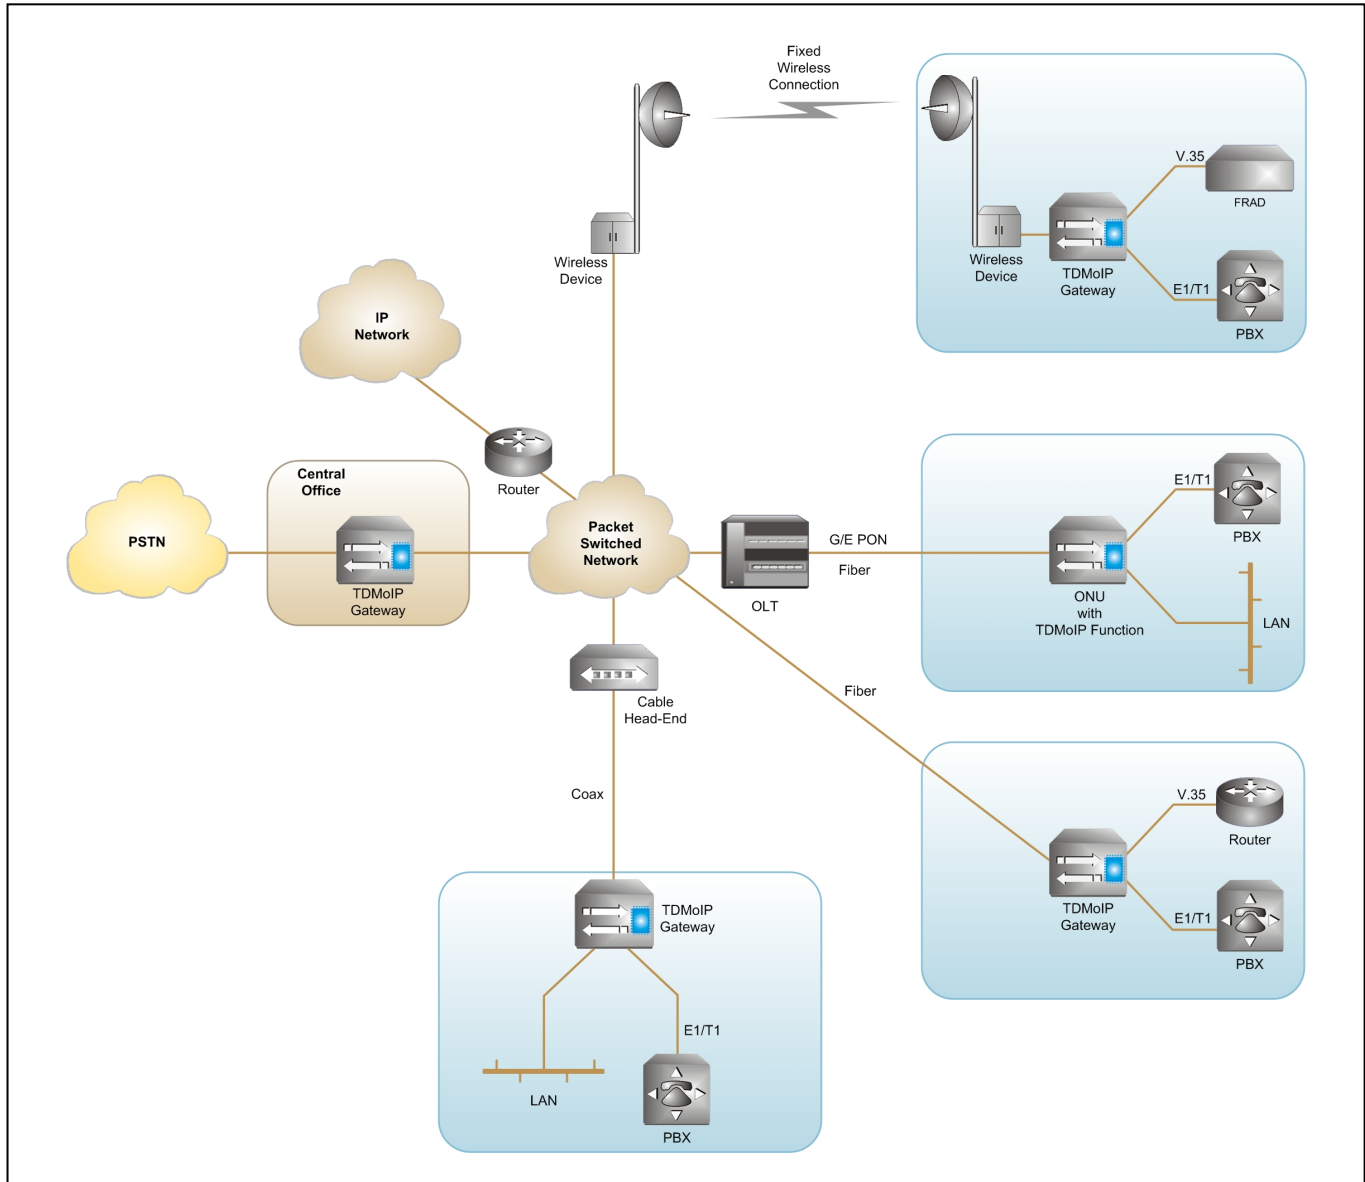 Fixed
Wireless
Connection
Wireless
Device
V.35
FRAD
Wireless
Device
TDMoIP
Gateway
E1/T1
PBX
IP
Network
Router
Central
Office
PSTN
TDMoIP
Gateway
Packet
Switched
Network
OLT
G/E PON
Fiber
E1/T1
PBX
ONU
with
TDMoIP Function
LAN
Cable
Head-End
Fiber
Coax
V.35
Router
TDMoIP
Gateway
E1/T1
PBX
TDMoIP
Gateway
E1/T1
LAN
PBX